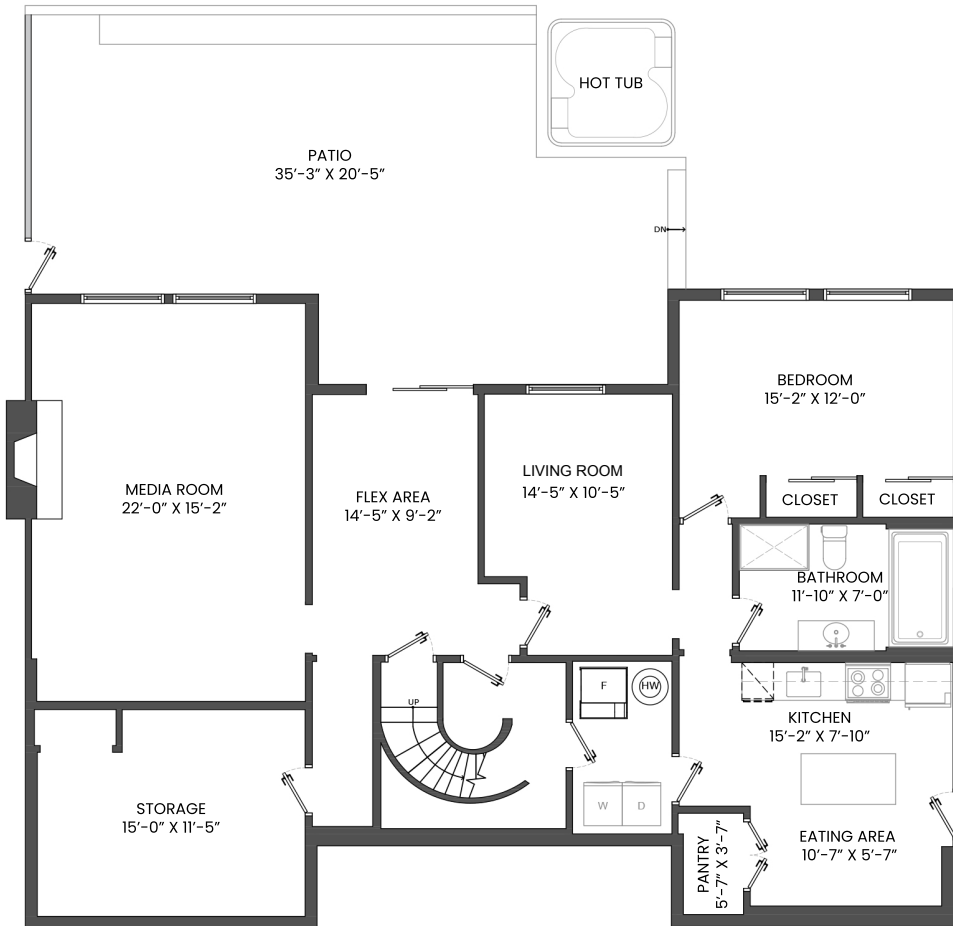 HOT TUB
PATIO
35’-3” X 20’-5”
DN
BEDROOM
15’-2” X 12’-0”
MEDIA ROOM
22’-0” X 15’-2”
FLEX AREA
14’-5” X 9’-2”
LIVING ROOM
14’-5” X 10’-5”
CLOSET
CLOSET
BATHROOM
11’-10” X 7’-0”
F
HW
UP
KITCHEN
15’-2” X 7’-10”
STORAGE
15’-0” X 11’-5”
W
D
EATING AREA
10’-7” X 5’-7”
PANTRY
5’-7” X 3’-7”